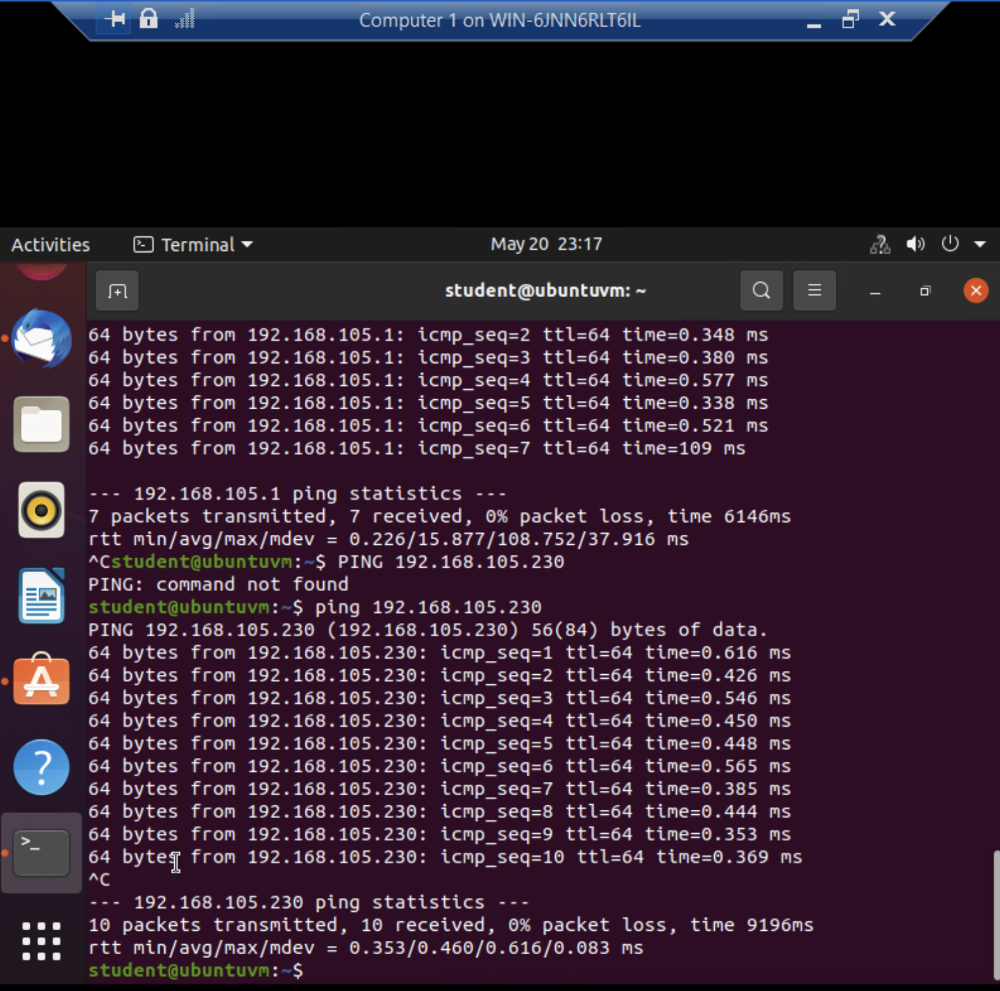 Computer 1 on WIN-6JNN6RLT6IL
Activities
Terminal
May 20 23:17
student@ubuntuvm: ~
64 bytes from 192.168.105.1: icmp_seq=2 ttl=64 time=0.348 ms
64 bytes from 192.168.105.1: icmp_seq=3 ttl=64 time=0.380 ms
64 bytes from 192.168.105.1: icmp_seq=4 ttl=64 time=0.577 ms
64 bytes from 192.168.105.1: icmp_seq=5 ttl=64 time=0.338 ms
64 bytes from 192.168.105.1: icmp_seq=6 ttl=64 time=0.521 ms
64 bytes from 192.168.105.1: icmp_seq=7 ttl=64 time=109 ms
--- 192.168.105.1 ping statistics ---
7 packets transmitted, 7 received, 0% packet loss, time 6146ms
rtt min/avg/max/mdev = 0.226/15.877/108.752/37.916 ms
^Cstudent@ubuntuvm:~$ PING 192.168.105.230
PING: command not found
student@ubuntuvm:~$ ping 192.168.105.230
PING 192.168.105.230 (192.168.105.230) 56(84) bytes of data.
64 bytes from 192.168.105.230: icmp_seq=1 ttl=64 time=0.616 ms
64 bytes from 192.168.105.230: icmp_seq=2 ttl=64 time=0.426 ms
64 bytes from 192.168.105.230: icmp_seq=3 ttl=64 time=0.546 ms
64 bytes from 192.168.105.230: icmp_seq=4 ttl=64 time=0.450 ms
64 bytes from 192.168.105.230: icmp_seq=5 ttl=64 time=0.448 ms
64 bytes from 192.168.105.230: icmp_seq=6 ttl=64 time=0.565 ms
64 bytes from 192.168.105.230: icmp_seq=7 ttl=64 time=0.385 ms
64 bytes from 192.168.105.230: icmp_seq=8 ttl=64 time=0.444 ms
64 bytes from 192.168.105.230: icmp_seq=9 ttl=64 time=0.353 ms
64 bytes from 192.168.105.230: icmp_seq=10 ttl=64 time=0.369 ms
^C
--- 192.168.105.230 ping statistics ---
10 packets transmitted, 10 received, 0% packet loss, time 9196ms
rtt min/avg/max/mdev = 0.353/0.460/0.616/0.083 ms
student@ubuntuvm:~$